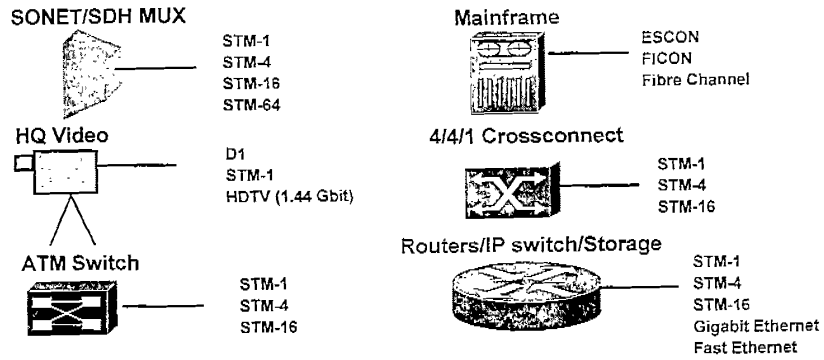 SONET/SDH MUX
STM-1
STM-4
STM-16
STM-64
Mainframe
ESCON
FICON
Fibre Channel
HQ Video
D1
STM-1
HDTV (1.44 Gbit)
4/4/1 Crossconnect
STM-1
STM-4
STM-16
ATM Switch
STM-1
STM-4
STM-16
Routers/IP switch/Storage
STM-1
STM-4
STM-16
Gigabit Ethernet
Fast Ethernet